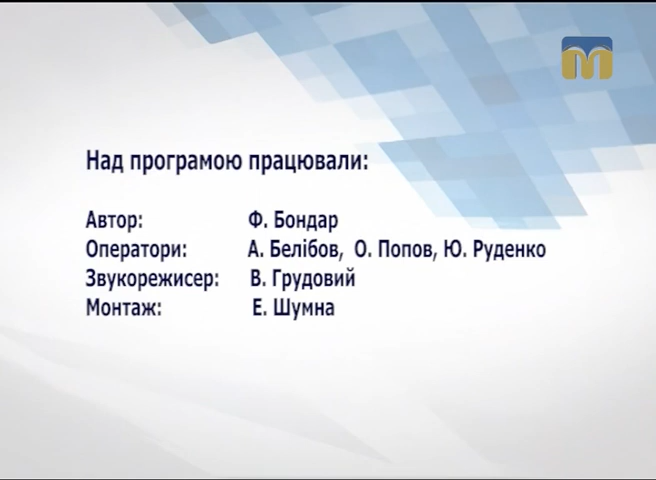 Над програмою працювали:
Автор: Ф. Бондар
Оператори: А. Белібов, О. Попов, Ю. Руденко
Звукорежисер: В. Грудовий
Монтаж: Е. Шумна